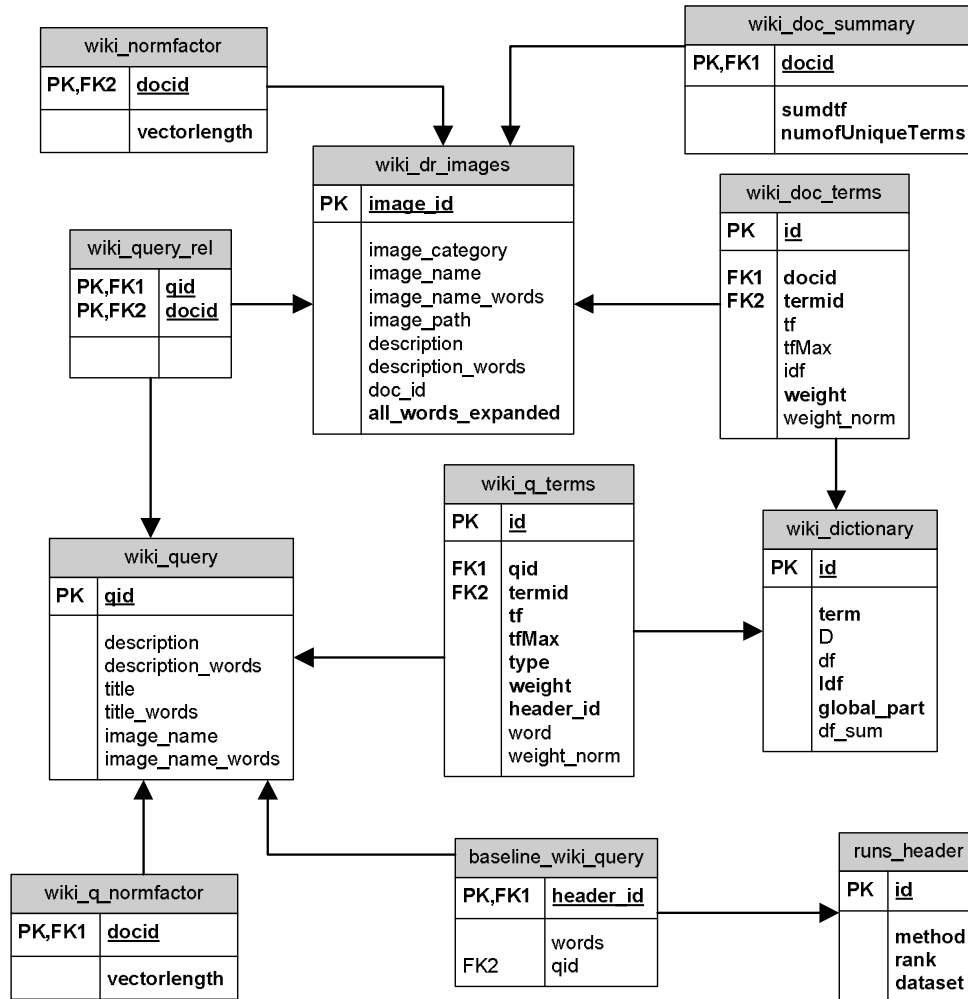 wiki_normfactor
PK,FK2 docid
vectorlength
wiki_doc_summary
PK,FK1 docid
sumdtf
numofUniqueTerms
wiki_dr_images
PK image_id
image_category
image_name
image_name_words
image_path
description
description_words
doc_id
all_words_expanded
wiki_doc_terms
PK id
FK1 docid
FK2 termid
tf
tfMax
idf
weight
weight_norm
wiki_query_rel
PK,FK1 qid
PK,FK2 docid
wiki_q_terms
PK id
FK1 qid
FK2 termid
tf
tfMax
type
weight
header_id
word
weight_norm
wiki_dictionary
PK id
term
D
df
Idf
global_part
df_sum
wiki_query
PK qid
description
description_words
title
title_words
image_name
image_name_words
wiki_q_normfactor
PK,FK1 docid
vectorlength
baseline_wiki_query
PK,FK1 header_id
words
FK2 qid
runs_header
PK id
method
rank
dataset